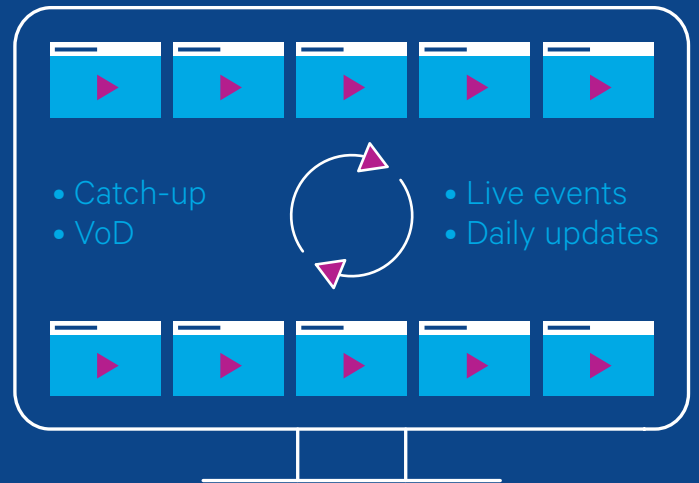 • Catch-up
• VoD
• Live events
• Daily updates